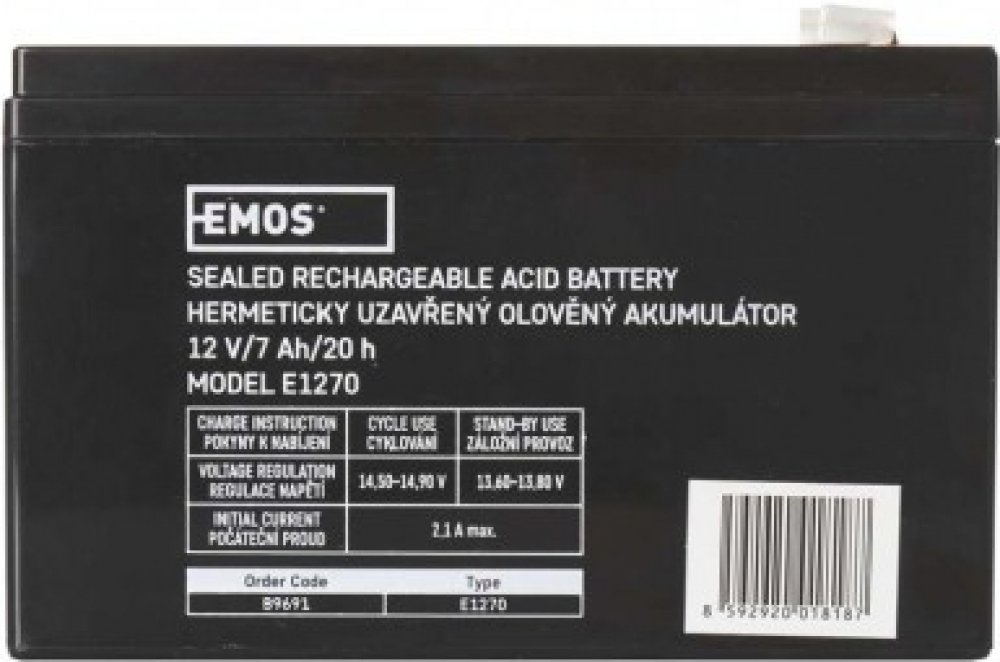 EMOS
SEALED RECHARGEABLE ACID BATTERY
HERMETICKY UZAVŘENÝ OLOVĚNÝ AKUMULÁTOR
12 V/7 Ah/20 h
MODEL E1270
CHARGE INSTRUCTION CYCLE USE STAND-BY USE
POKYNY K NABÍJENÍ CYKLOVÁNÍ ZÁLOŽNÍ PROVOZ
VOLTAGE REGULATION 14,50-14,90 V 13,60-13,80 V
REGULACE NAPĚTÍ
INITIAL CURRENT 2.1 A max.
POČÁTEČNÍ PROUD
Order Code Type
B9691 E1270
8 592920 018187